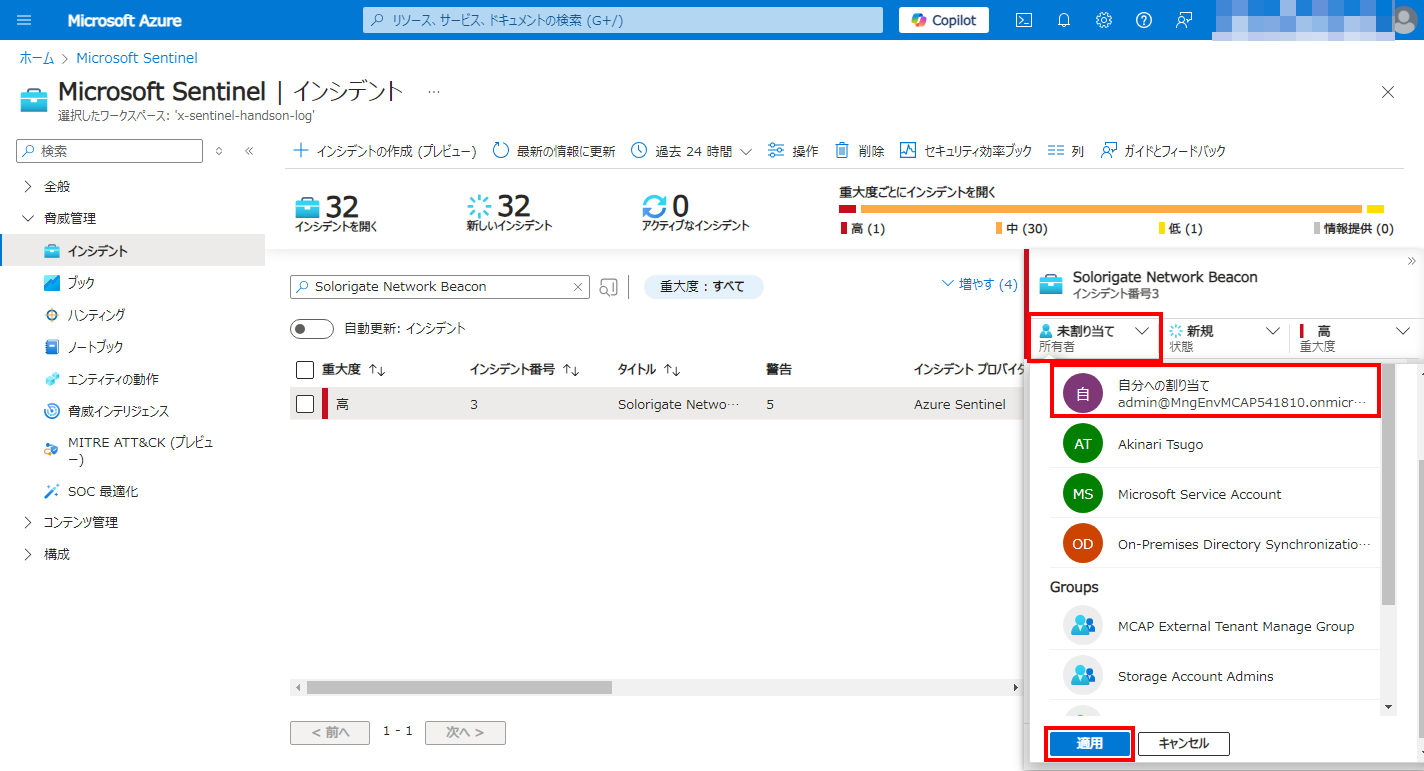 Microsoft Azure
リソース、サービス、ドキュメントの検索 (G+/)
Copilot
ホーム > Microsoft Sentinel
Microsoft Sentinel | インシデント
選択したワークスペース: 'x-sentinel-handson-log'
検索
全般
脅威管理
インシデント
ブック
ハンティング
ノートブック
エンティティの動作
脅威インテリジェンス
MITRE ATT&CK (プレビュ
ー)
SOC 最適化
コンテンツ管理
構成
インシデントの作成 (プレビュー) 最新の情報に更新 過去 24 時間 操作 削除 セキュリティ効率ブック 列 ガイドとフィードバック
32
インシデントを開く
32
新しいインシデント
0
アクティブなインシデント
重大度ごとにインシデントを開く
高 (1) 中 (30) 低 (1) 情報提供 (0)
Solorigate Network Beacon
重大度 : すべて
増やす (4)
自動更新: インシデント
重大度 インシデント番号 タイトル 警告 インシデント プロバイダ
高 3 Solorigate Netwo… 5 Azure Sentinel
< 前へ 1 - 1 次へ >
Solorigate Network Beacon
インシデント番号3
未割り当て
所有者
新規
状態
高
重大度
自 自分への割り当て
admin@MngEnvMCAP541810.onmicr…
AT Akinari Tsugo
MS Microsoft Service Account
OD On-Premises Directory Synchronizatio…
Groups
MCAP External Tenant Manage Group
Storage Account Admins
適用 キャンセル